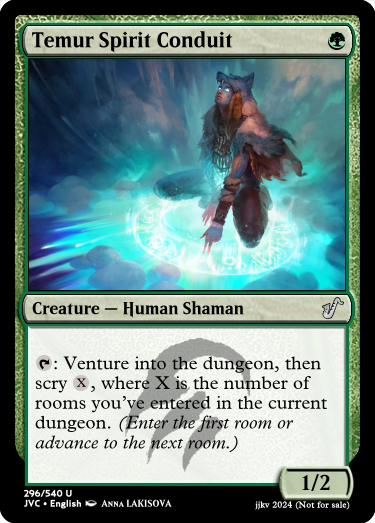 Temur Spirit Conduit
Creature — Human Shaman
: Venture into the dungeon, then
scry X, where X is the number of
rooms you've entered in the current
dungeon. (Enter the first room or
advance to the next room.)
1/2
296/540 U
JVC • English Anna LAKISOVA
jjkv 2024 (Not for sale)